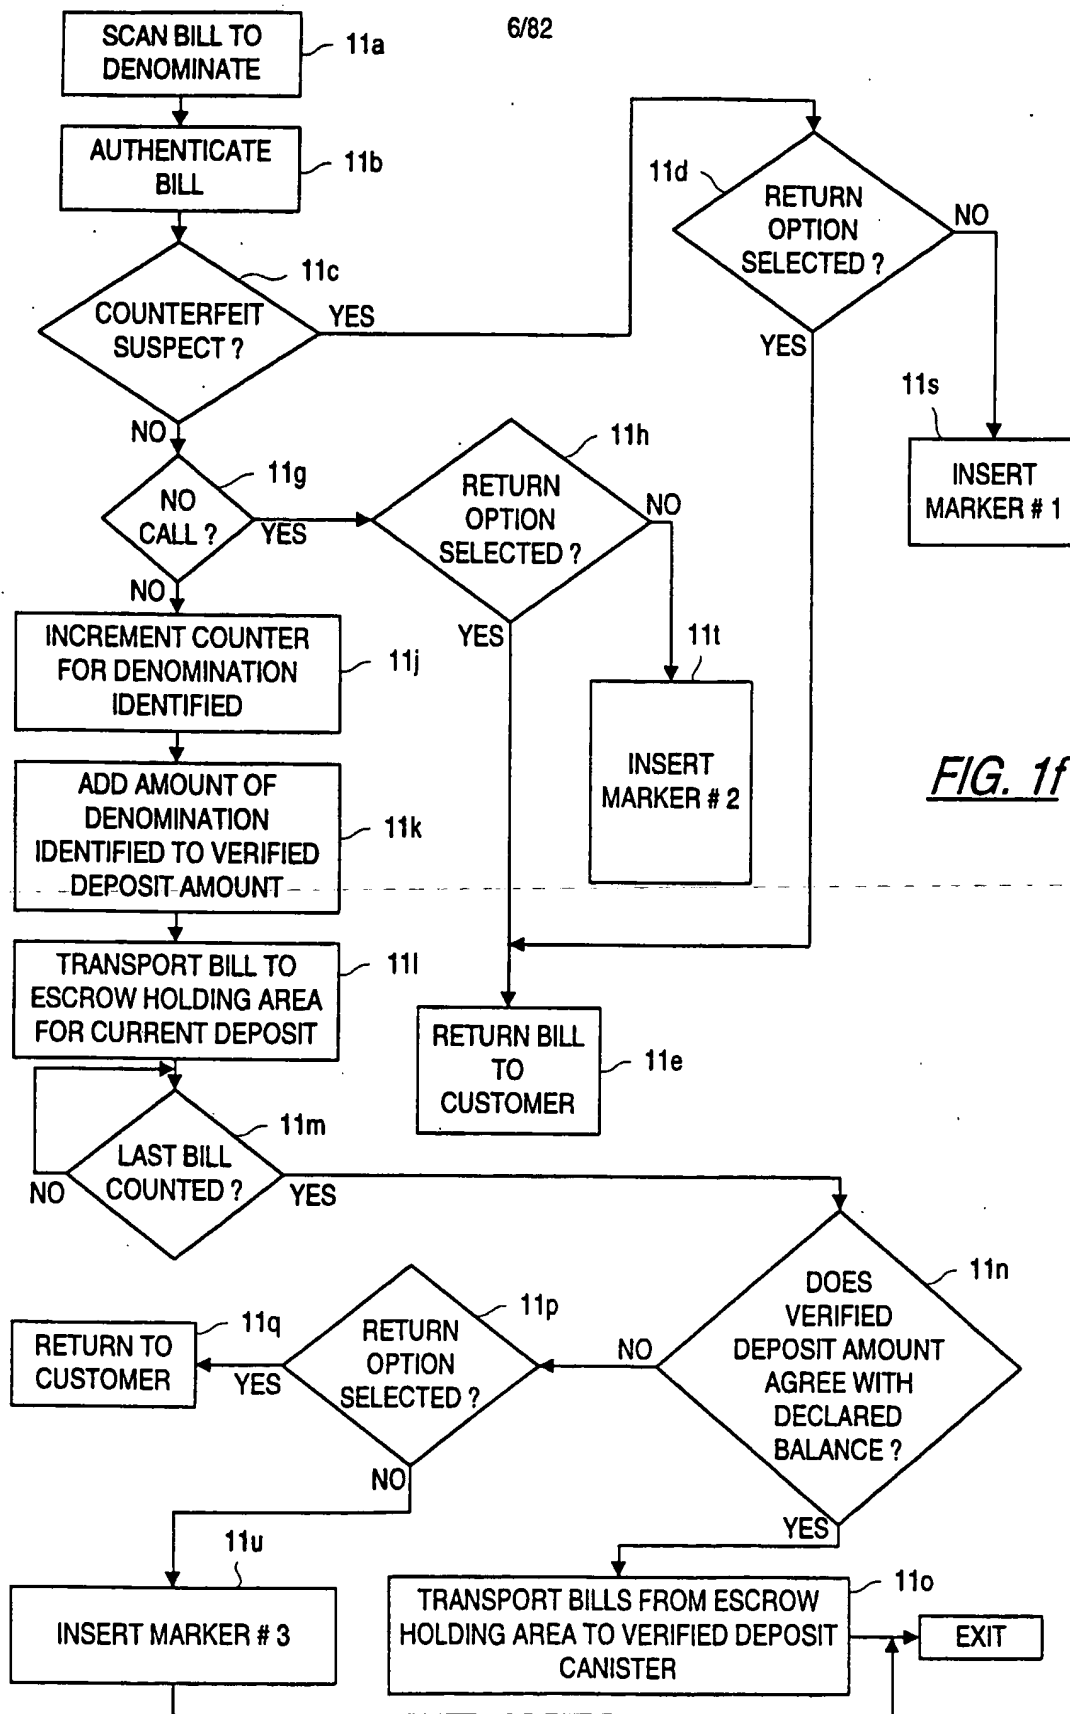 6/82
SCAN BILL TO
DENOMINATE
11a
AUTHENTICATE
BILL
11b
COUNTERFEIT
SUSPECT ?
11c
YES
NO
RETURN
OPTION
SELECTED ?
11d
NO
YES
11s
INSERT
MARKER # 1
NO
CALL ?
11g
YES
NO
RETURN
OPTION
SELECTED ?
11h
NO
YES
11t
INSERT
MARKER # 2
INCREMENT COUNTER
FOR DENOMINATION
IDENTIFIED
11j
FIG. 1f
ADD AMOUNT OF
DENOMINATION
IDENTIFIED TO VERIFIED
DEPOSIT AMOUNT
11k
TRANSPORT BILL TO
ESCROW HOLDING AREA
FOR CURRENT DEPOSIT
11l
RETURN BILL
TO
CUSTOMER
11e
LAST BILL
COUNTED ?
11m
NO
YES
DOES
VERIFIED
DEPOSIT AMOUNT
AGREE WITH
DECLARED
BALANCE ?
11n
NO
YES
RETURN
OPTION
SELECTED ?
11p
YES
NO
RETURN TO
CUSTOMER
11q
11u
INSERT MARKER # 3
TRANSPORT BILLS FROM ESCROW
HOLDING AREA TO VERIFIED DEPOSIT
CANISTER
11o
EXIT